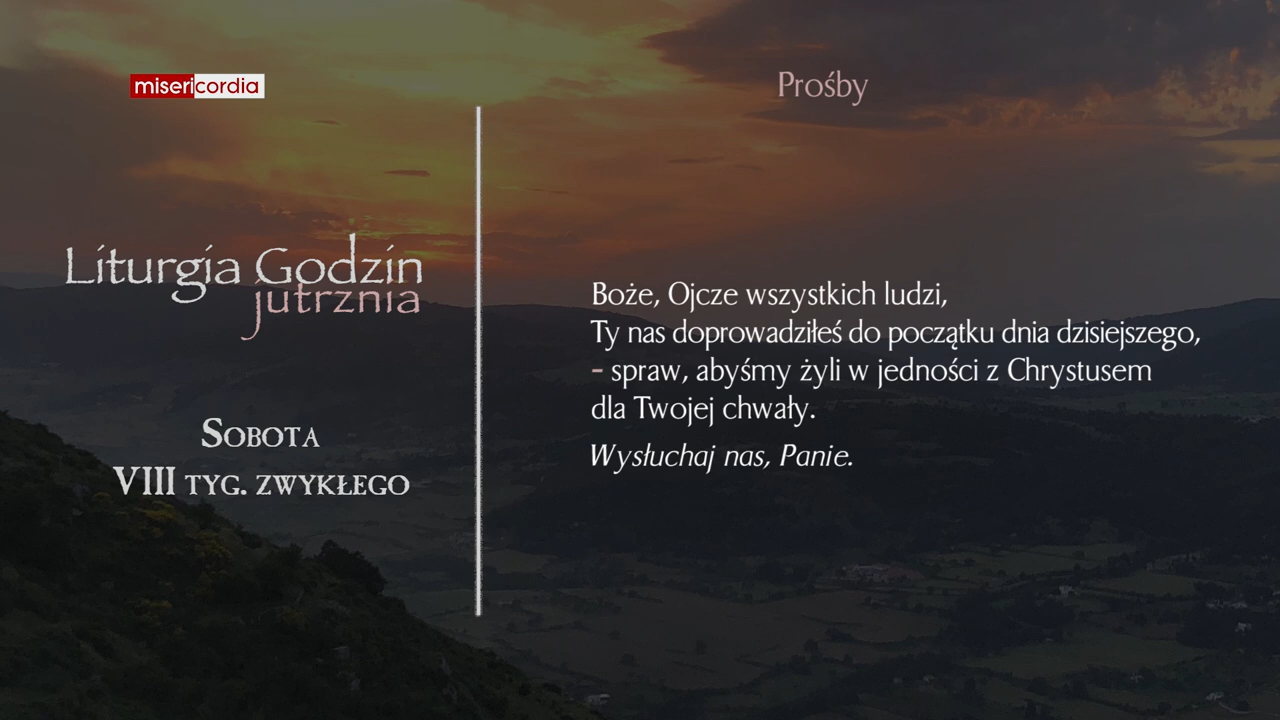 misericordia
Liturgia Godzin
jutrznia
Sobota
VIII tyg. zwykłego
Prośby
Boże, Ojcze wszystkich ludzi,
Ty nas doprowadziłeś do początku dnia dzisiejszego,
- spraw, abyśmy żyli w jedności z Chrystusem
dla Twojej chwały.
Wysłuchaj nas, Panie.